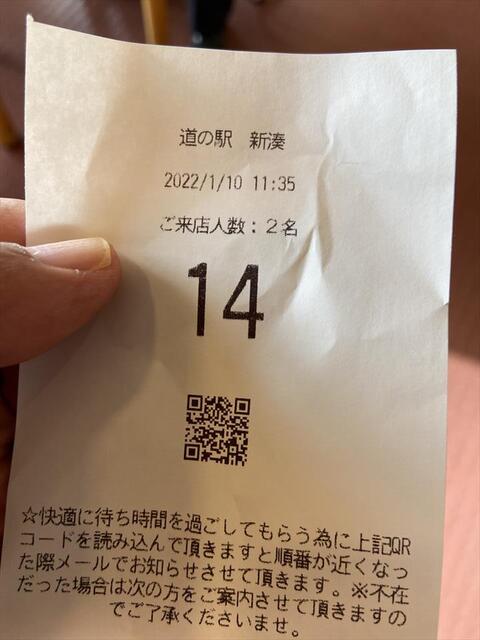 道の駅 新湊
2022/1/10 11:35
ご来店人数：2名
14
☆快適に待ち時間を過ごしてもらう為に上記QR
コードを読み込んで頂きますと順番が近くなっ
た際メールでお知らせさせて頂きます。※不在
だった場合は次の方をご案内させて頂きますの
でご了承くださいませ。